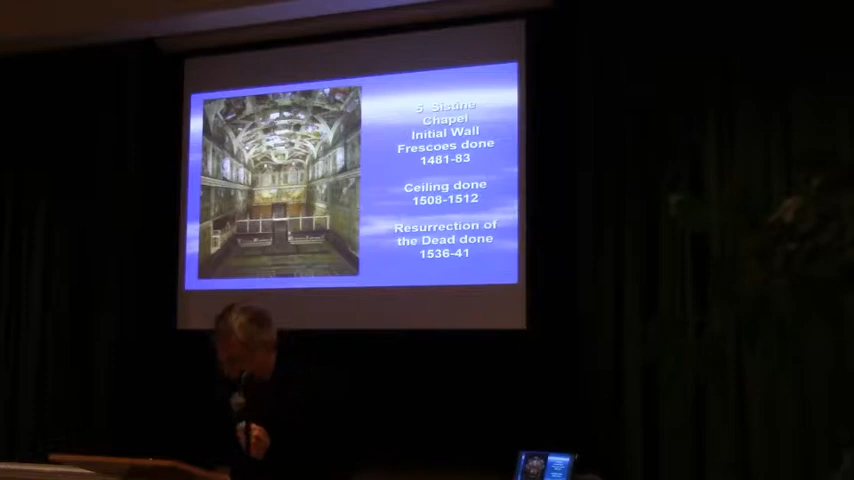 5 Sistine
Chapel
Initial Wall
Frescoes done
1481-83
Ceiling done
1508-1512
Resurrection of
the Dead done
1536-41